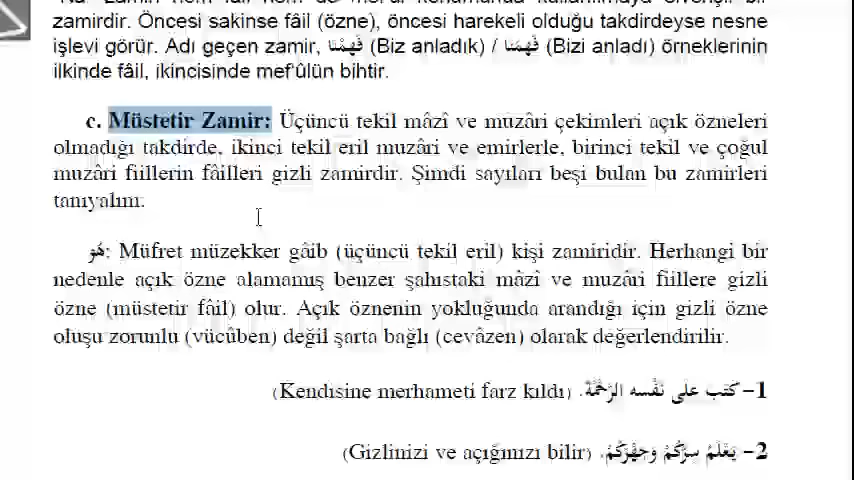 zamirdir. Öncesi sakinse fâil (özne), öncesi harekeli olduğu takdirdeyse nesne
işlevi görür. Adı geçen zamir, فَهِمْنَا (Biz anladık) / فَهِمَنَا (Bizi anladı) örneklerinin
ilkinde fâil, ikincisinde mef'ûlün bihtir.
c. Müstetir Zamir: Üçüncü tekil mâzî ve muzâri çekimleri açık özneleri
olmadığı takdirde, ikinci tekil eril muzâri ve emirlerle, birinci tekil ve çoğul
muzâri fiillerin fâilleri gizli zamirdir. Şimdi sayıları beşi bulan bu zamirleri
tanıyalım.
هُوَ: Müfret müzekker gâib (üçüncü tekil eril) kişi zamiridir. Herhangi bir
nedenle açık özne alamamış benzer şahıstaki mâzî ve muzâri fiillere gizli
özne (müstetir fâil) olur. Açık öznenin yokluğunda arandığı için gizli özne
oluşu zorunlu (vücûben) değil şarta bağlı (cevâzen) olarak değerlendirilir.
1– كَتَبَ عَلَى نَفْسِهِ الرَّحْمَةَ. (Kendisine merhameti farz kıldı)
2– يَعْلَمُ سِرَّكُمْ وَجَهْرَكُمْ. (Gizlinizi ve açığınızı bilir)